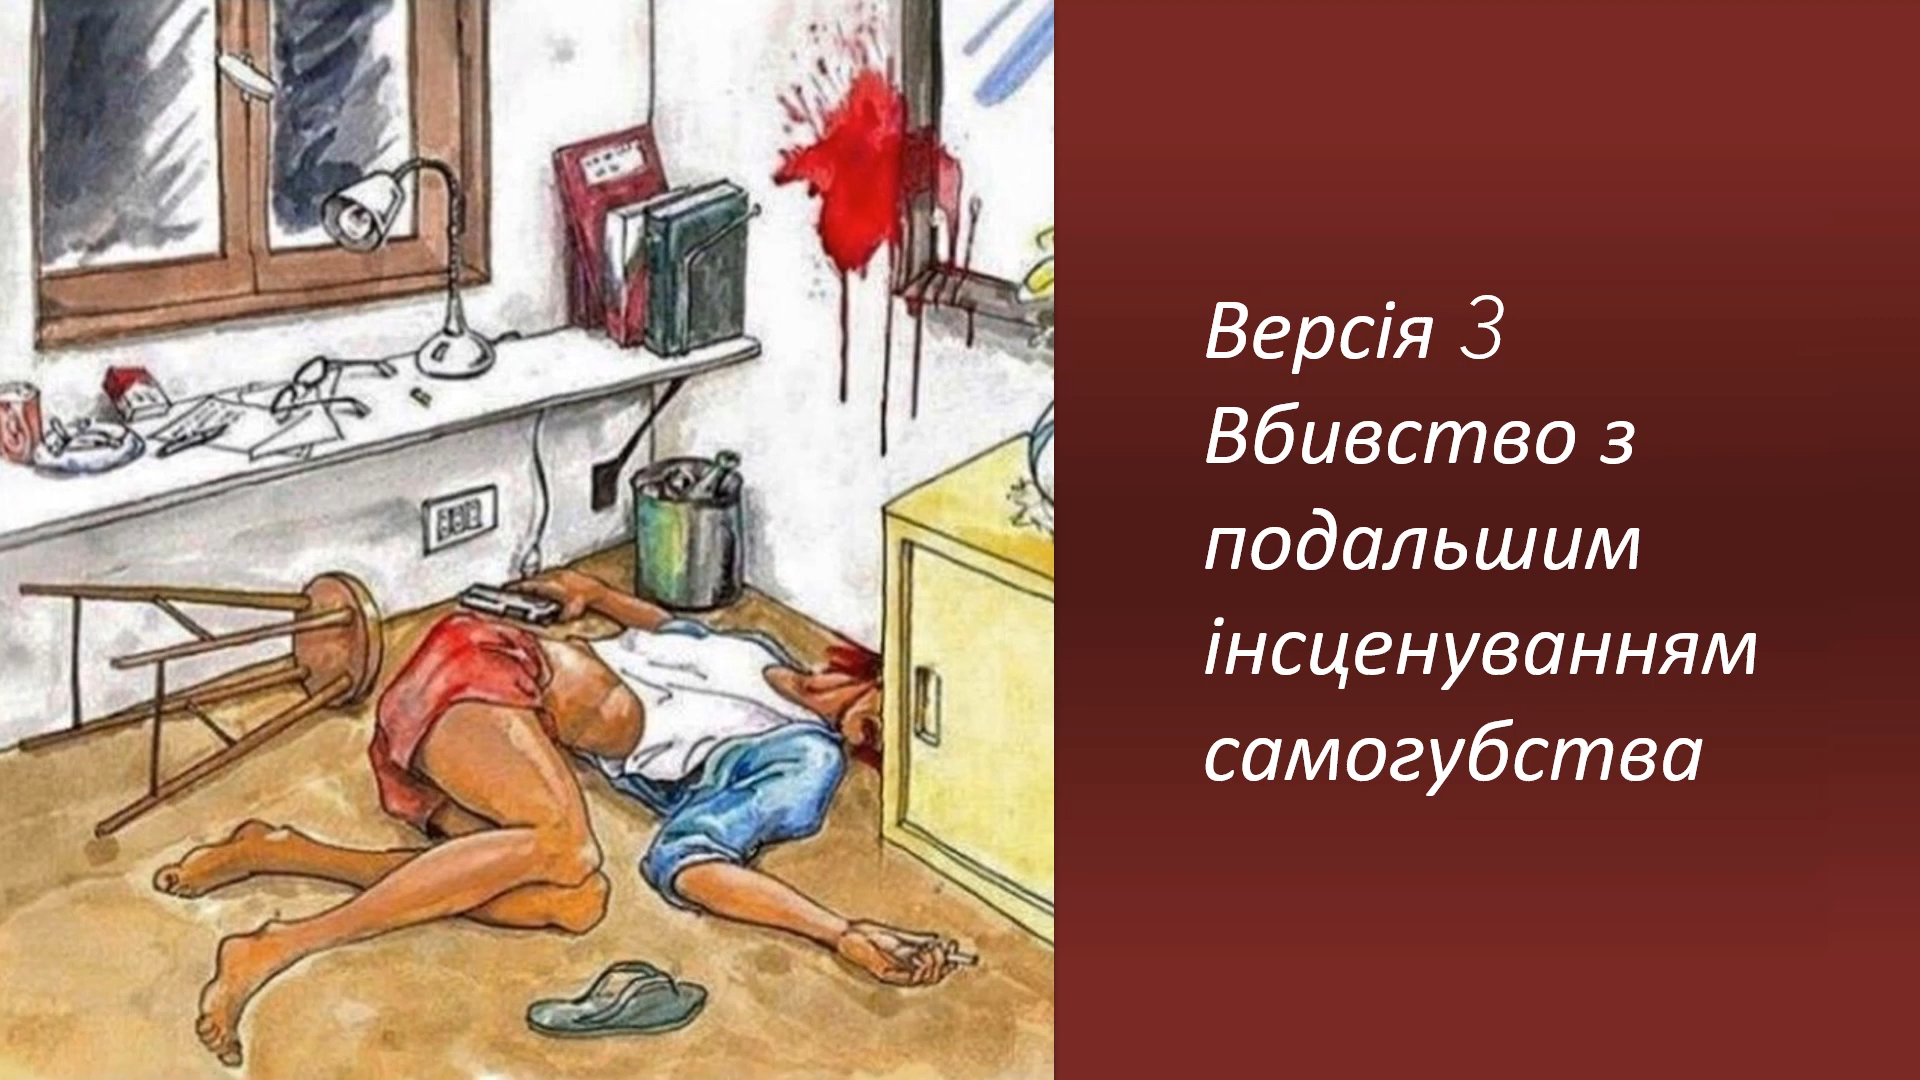 Версія 3
Вбивство з
подальшим
інсценуванням
самогубства